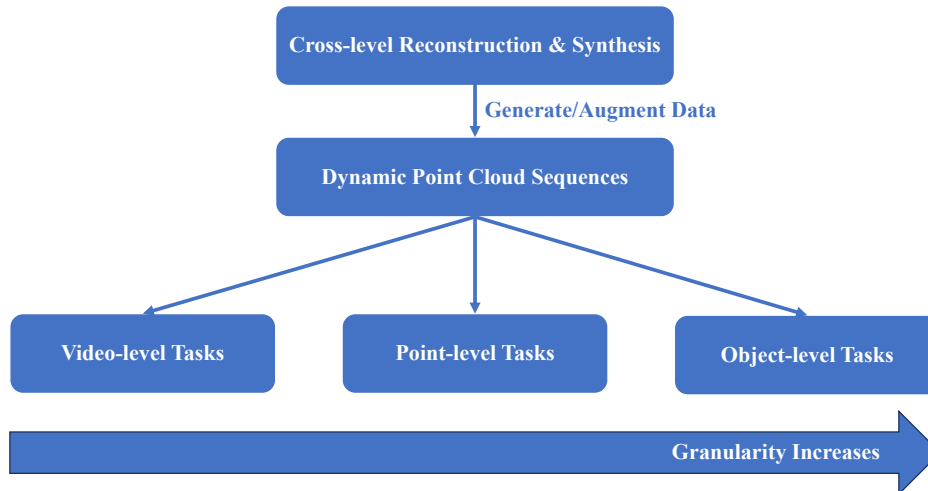 Cross-level Reconstruction & Synthesis
Generate/Augment Data
Dynamic Point Cloud Sequences
Video-level Tasks
Point-level Tasks
Object-level Tasks
Granularity Increases